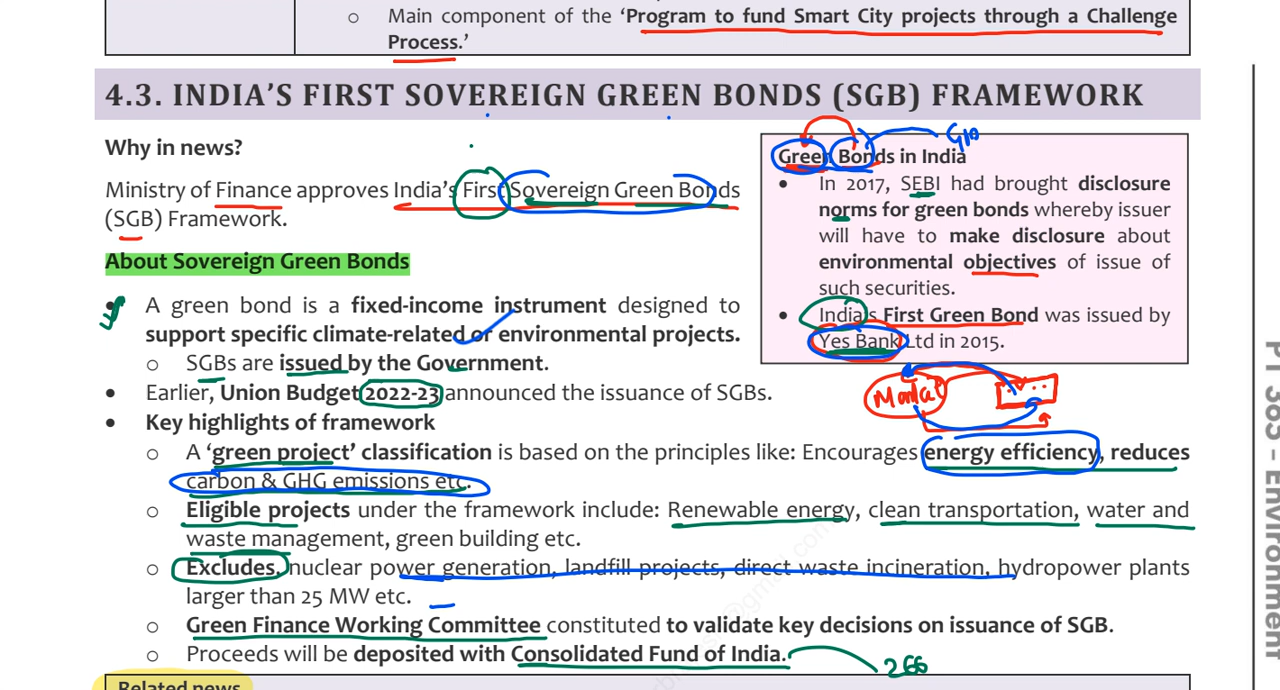 ○ Main component of the ‘Program to fund Smart City projects through a Challenge
Process.’
4.3. INDIA’S FIRST SOVEREIGN GREEN BONDS (SGB) FRAMEWORK
Why in news?
Ministry of Finance approves India’s First Sovereign Green Bonds
(SGB) Framework.
About Sovereign Green Bonds
• A green bond is a fixed-income instrument designed to
support specific climate-related or environmental projects.
○ SGBs are issued by the Government.
• Earlier, Union Budget 2022-23 announced the issuance of SGBs.
• Key highlights of framework
○ A ‘green project’ classification is based on the principles like: Encourages energy efficiency, reduces
carbon & GHG emissions etc.
○ Eligible projects under the framework include: Renewable energy, clean transportation, water and
waste management, green building etc.
○ Excludes nuclear power generation, landfill projects, direct waste incineration, hydropower plants
larger than 25 MW etc.
○ Green Finance Working Committee constituted to validate key decisions on issuance of SGB.
○ Proceeds will be deposited with Consolidated Fund of India.
266
Related news
Green Bonds in India
• In 2017, SEBI had brought disclosure
norms for green bonds whereby issuer
will have to make disclosure about
environmental objectives of issue of
such securities.
• India’s First Green Bond was issued by
Yes Bank Ltd in 2015.
PT 365 – Environment